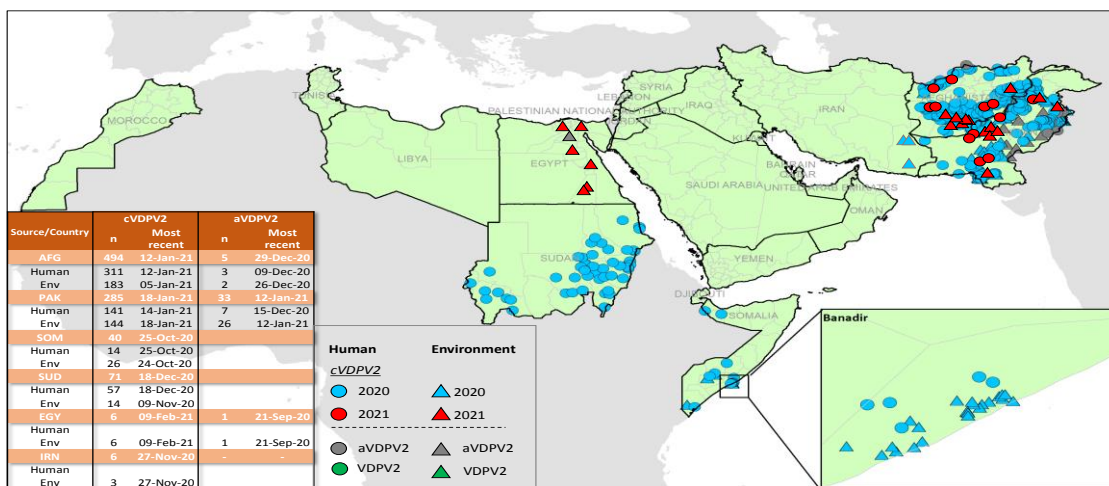 MOROCCO
TUNISIA
LIBYA
EGYPT
SUDAN
PALESTINIAN NATIONAL AUTHORITY
LEBANON
SYRIA
JORDAN
IRAQ
IRAN
KUWAIT
BAHRAIN
QATAR
UNITED ARAB EMIRATES
SAUDI ARABIA
OMAN
YEMEN
DJIBOUTI
SOMALIA
AFGHANISTAN
Source/Country cVDPV2 aVDPV2
n Most recent n Most recent
AFG 494 12-Jan-21 5 29-Dec-20
Human 311 12-Jan-21 3 09-Dec-20
Env 183 05-Jan-21 2 26-Dec-20
PAK 285 18-Jan-21 33 12-Jan-21
Human 141 14-Jan-21 7 15-Dec-20
Env 144 18-Jan-21 26 12-Jan-21
SOM 40 25-Oct-20
Human 14 25-Oct-20
Env 26 24-Oct-20
SUD 71 18-Dec-20
Human 57 18-Dec-20
Env 14 09-Nov-20
EGY 6 09-Feb-21 1 21-Sep-20
Human
Env 6 09-Feb-21 1 21-Sep-20
IRN 6 27-Nov-20 - -
Human
Env 3 27-Nov-20
Human Environment
cVDPV2
2020 2020
2021 2021
aVDPV2 aVDPV2
VDPV2 VDPV2
Banadir